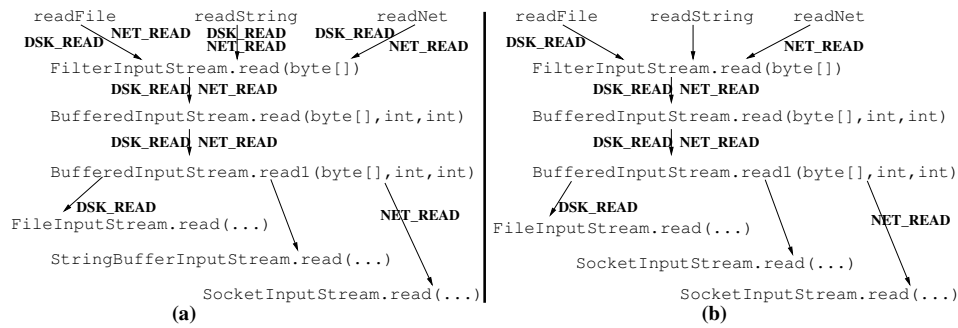 readFile readString readNet
DSK_READ NET_READ DSK_READ NET_READ DSK_READ NET_READ
FilterInputStream.read(byte[])
DSK_READ NET_READ
BufferedInputStream.read(byte[],int,int)
DSK_READ NET_READ
BufferedInputStream.read1(byte[],int,int)
DSK_READ
NET_READ
FileInputStream.read(...)
StringBufferInputStream.read(...)
SocketInputStream.read(...)
(a)
readFile readString readNet
DSK_READ NET_READ
FilterInputStream.read(byte[])
DSK_READ NET_READ
BufferedInputStream.read(byte[],int,int)
DSK_READ NET_READ
BufferedInputStream.read1(byte[],int,int)
DSK_READ
NET_READ
FileInputStream.read(...)
SocketInputStream.read(...)
SocketInputStream.read(...)
(b)